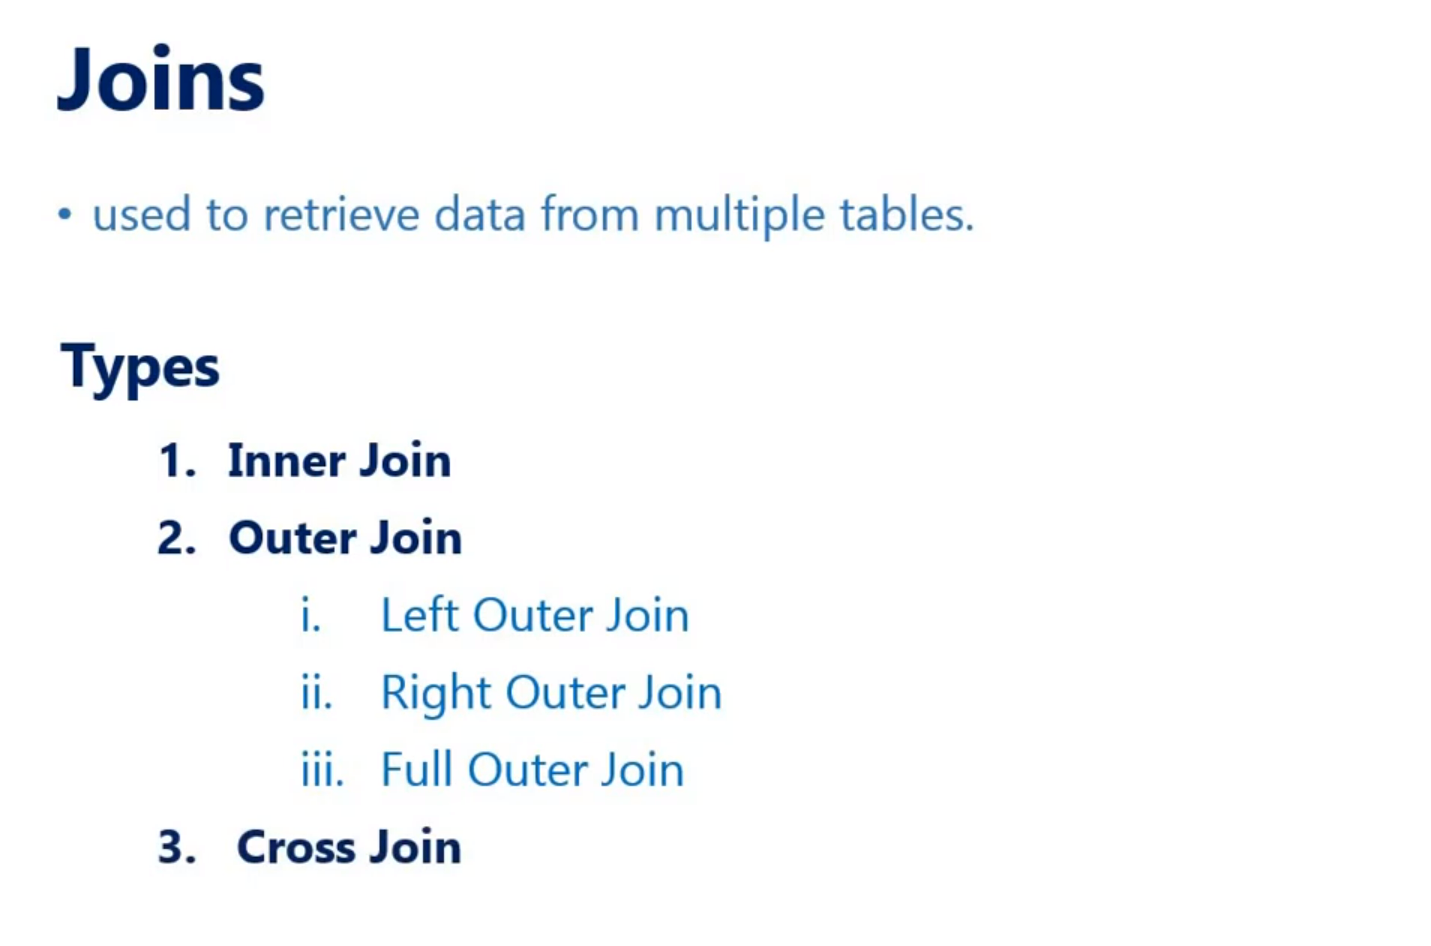 Joins
• used to retrieve data from multiple tables.
Types
1. Inner Join
2. Outer Join
i. Left Outer Join
ii. Right Outer Join
iii. Full Outer Join
3. Cross Join